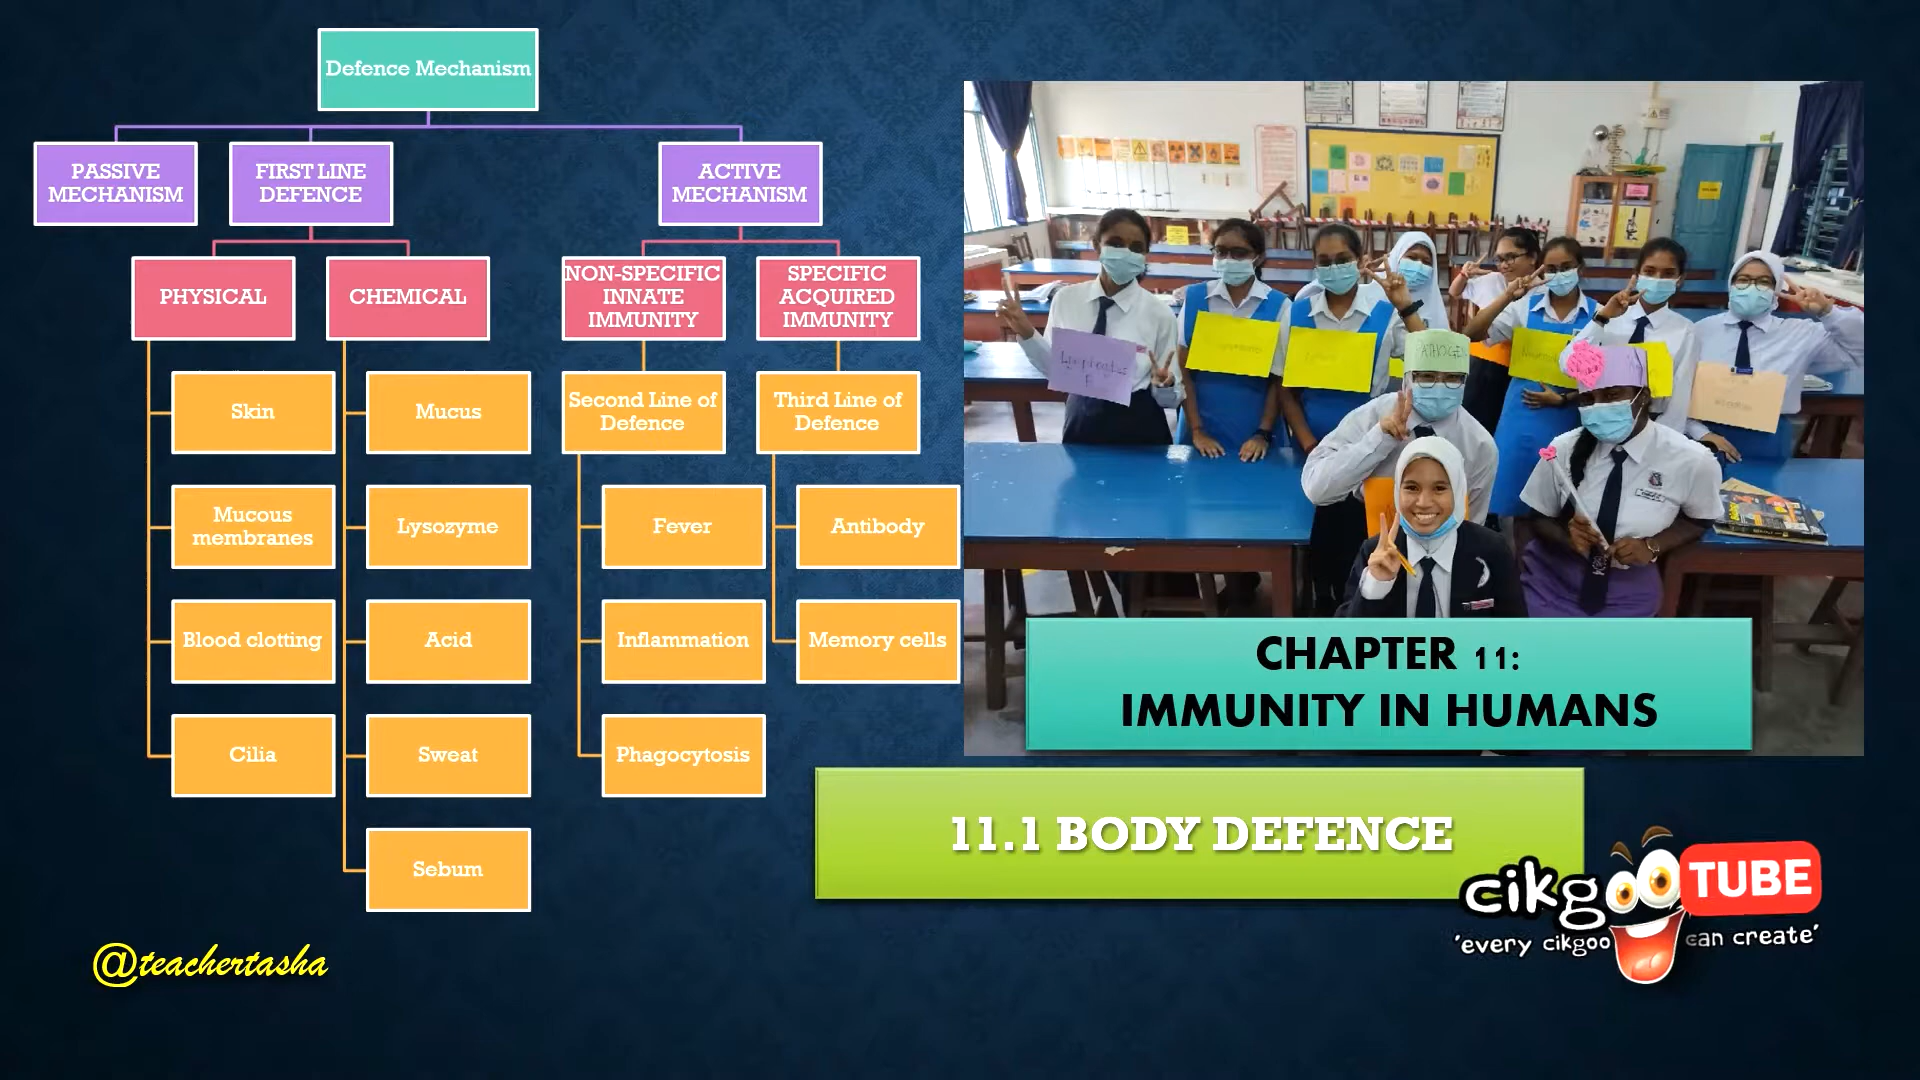 Defence Mechanism
PASSIVE
MECHANISM
FIRST LINE
DEFENCE
ACTIVE
MECHANISM
PHYSICAL
CHEMICAL
NON-SPECIFIC
INNATE
IMMUNITY
SPECIFIC
ACQUIRED
IMMUNITY
Skin
Mucus
Second Line of
Defence
Third Line of
Defence
Mucous
membranes
Lysozyme
Fever
Antibody
Blood clotting
Acid
Inflammation
Memory cells
Cilia
Sweat
Phagocytosis
Sebum
PATHOGEN
CHAPTER 11:
IMMUNITY IN HUMANS
11.1 BODY DEFENCE
cikgoo TUBE
'every cikgoo can create'
@teachertasha